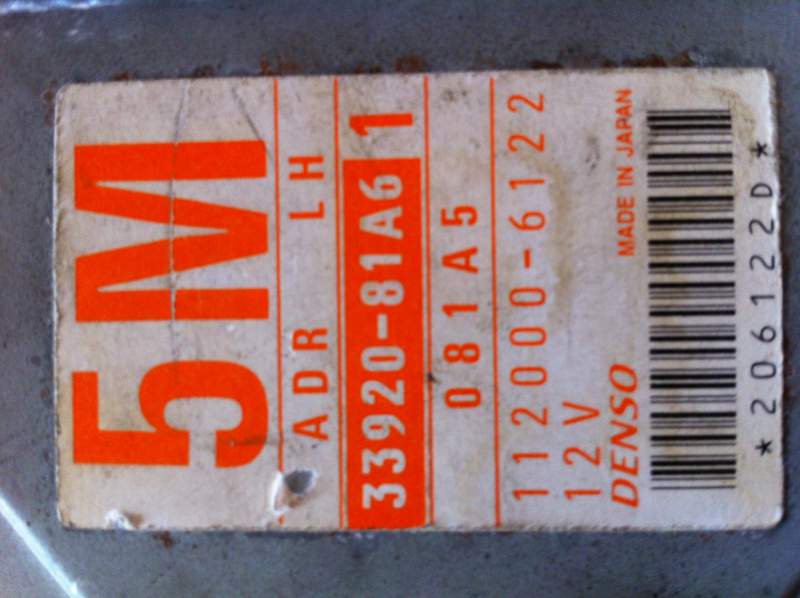 5M
ADR LH
33920-81A6 1
081A5
112000-6122
12V
DENSO
MADE IN JAPAN
*206122D*